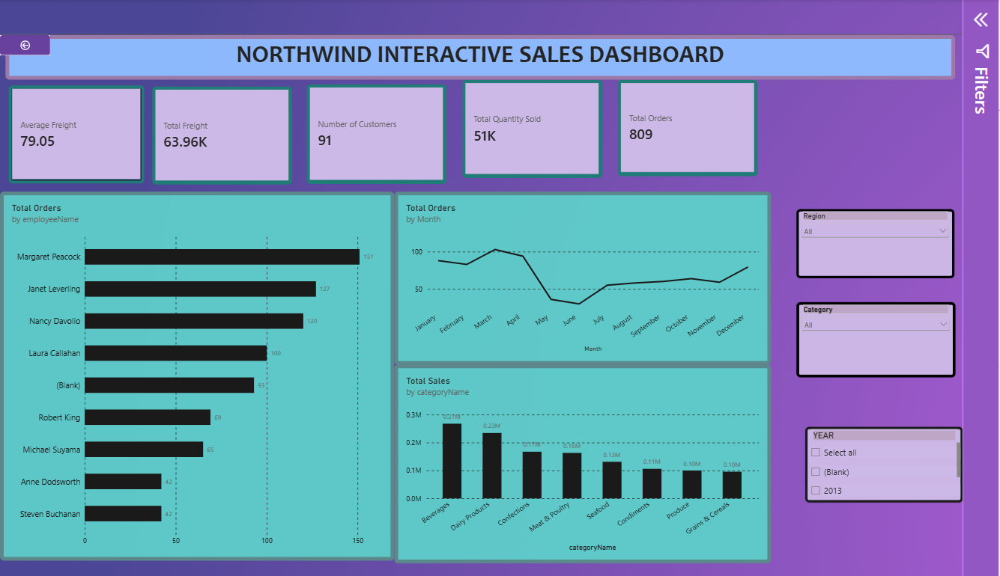 NORTHWIND INTERACTIVE SALES DASHBOARD
Filters
Average Freight
79.05
Total Freight
63.96K
Number of Customers
91
Total Quantity Sold
51K
Total Orders
809
Total Orders
by employeeName
Margaret Peacock
151
Janet Leverling
127
Nancy Davolio
120
Laura Callahan
100
(Blank)
93
Robert King
69
Michael Suyama
65
Anne Dodsworth
42
Steven Buchanan
42
0 50 100 150
Total Orders
by Month
100
50
January February March April May June July August September October November December
Month
Total Sales
by categoryName
0.3M
0.2M
0.1M
0.0M
0.27M 0.23M 0.17M 0.16M 0.13M 0.11M 0.10M 0.10M
Beverages Dairy Products Confections Meat & Poultry Seafood Condiments Produce Grains & Cereals
categoryName
Region
All
Category
All
YEAR
Select all
(Blank)
2013